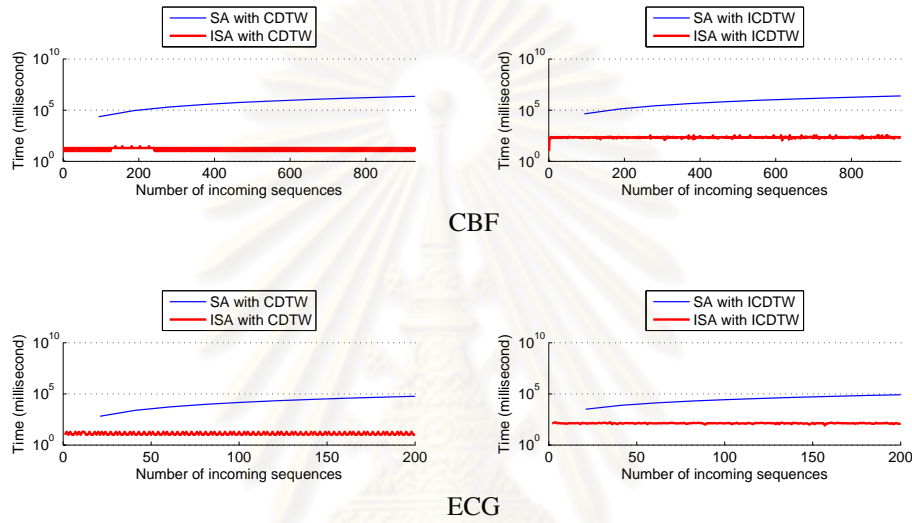 SA with CDTW
ISA with CDTW
10^10
10^5
10^0
Time (millisecond)
0 200 400 600 800
Number of incoming sequences
SA with ICDTW
ISA with ICDTW
10^10
10^5
10^0
Time (millisecond)
0 200 400 600 800
Number of incoming sequences
CBF
SA with CDTW
ISA with CDTW
10^10
10^5
10^0
Time (millisecond)
0 50 100 150 200
Number of incoming sequences
SA with ICDTW
ISA with ICDTW
10^10
10^5
10^0
Time (millisecond)
0 50 100 150 200
Number of incoming sequences
ECG